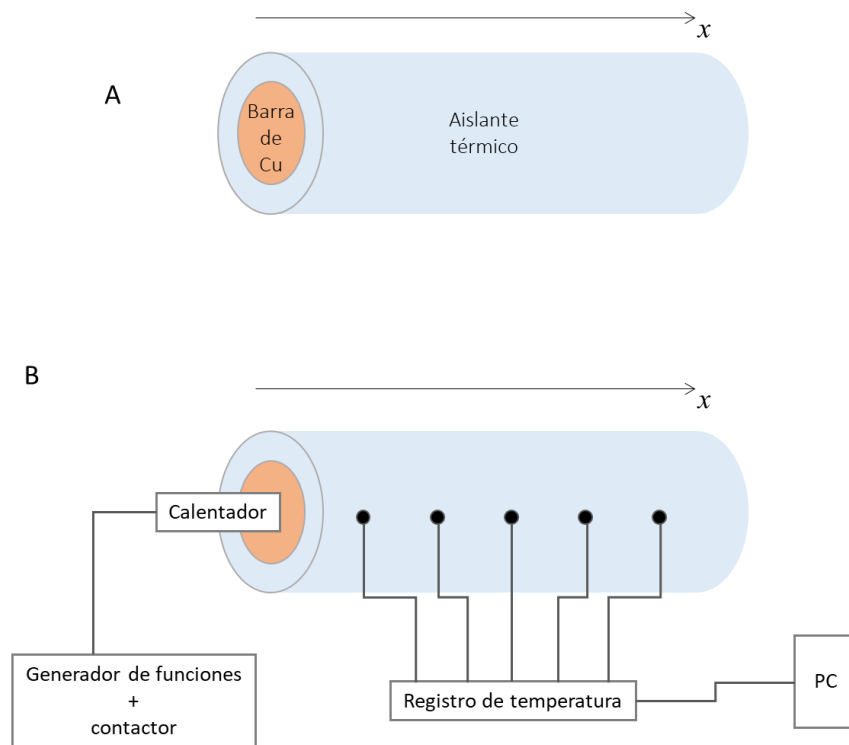 x
A
Barra
de
Cu
Aislante
térmico
B
x
Calentador
Generador de funciones
+
contactor
Registro de temperatura
PC